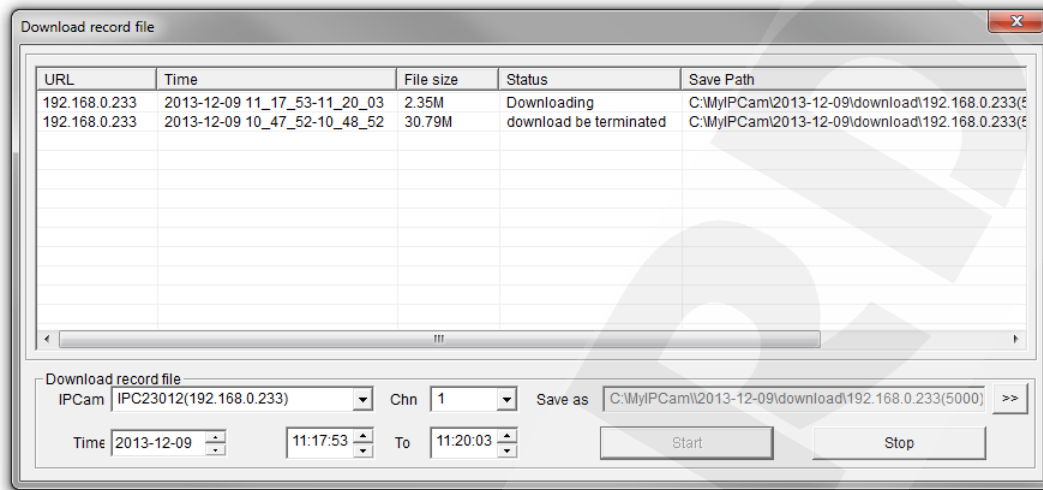 Download record file
X
URL Time File size Status Save Path
192.168.0.233 2013-12-09 11_17_53-11_20_03 2.35M Downloading C:\MyIPCam\2013-12-09\download\192.168.0.233(5
192.168.0.233 2013-12-09 10_47_52-10_48_52 30.79M download be terminated C:\MyIPCam\2013-12-09\download\192.168.0.233(5
Download record file
IPCam IPC23012(192.168.0.233) Chn 1 Save as C:\MyIPCam\\2013-12-09\download\192.168.0.233(5000) >>
Time 2013-12-09 11:17:53 To 11:20:03 Start Stop